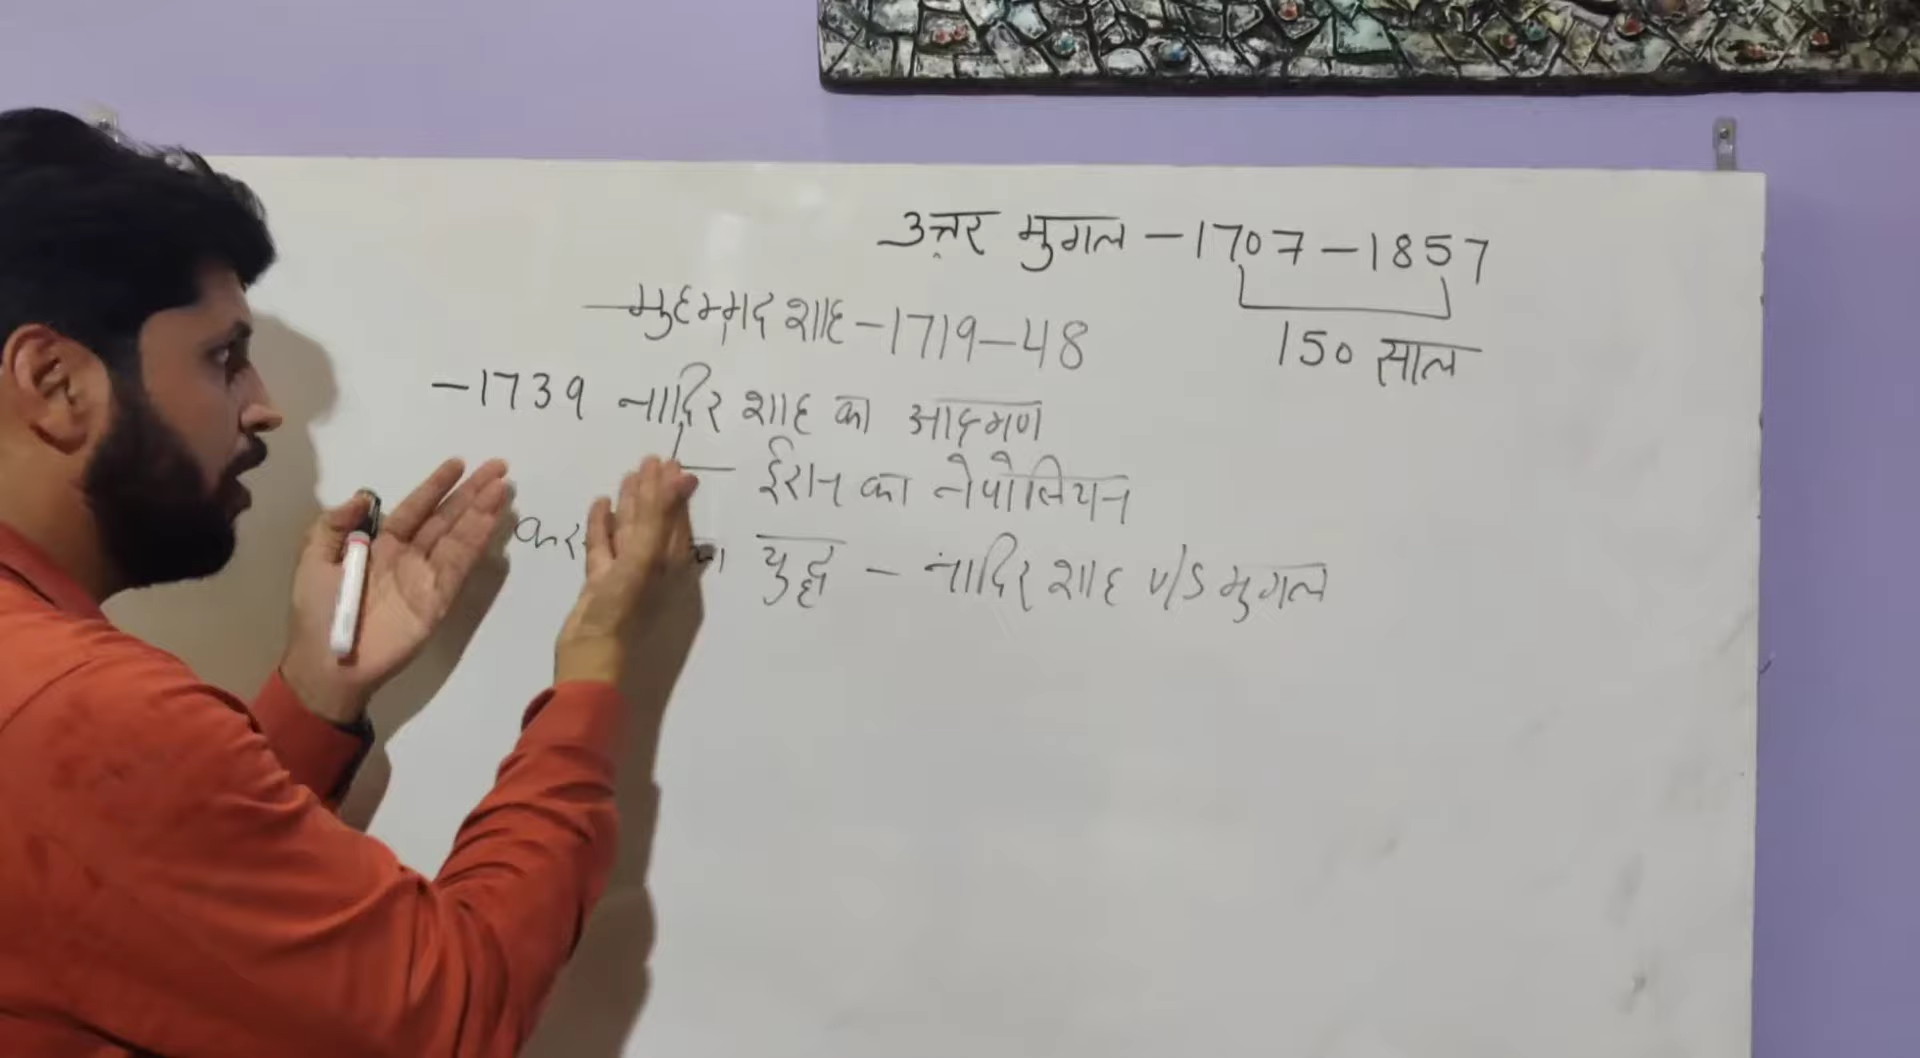 उत्तर मुगल - 1707 - 1857
150 साल
मुहम्मद शाह - 1719 - 48
- 1739 नादिर शाह का आक्रमण
ईरान का नेपोलियन
युद्ध - नादिर शाह v/s मुगल